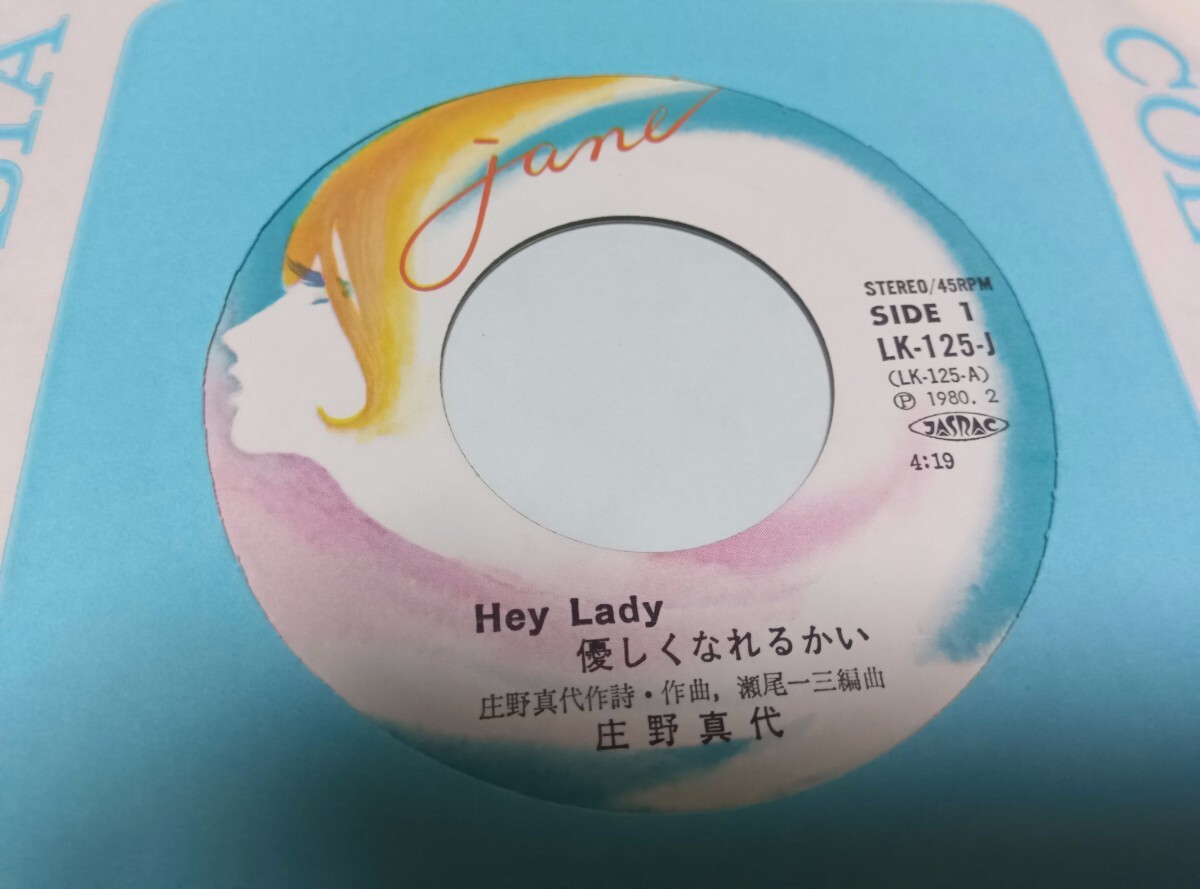 BIA
COL
jane
STEREO/45RPM
SIDE 1
LK-125-J
(LK-125-A)
Ⓟ 1980. 2
JASRAC
4:19
Hey Lady
優しくなれるかい
庄野真代作詩・作曲, 瀬尾一三編曲
庄野真代